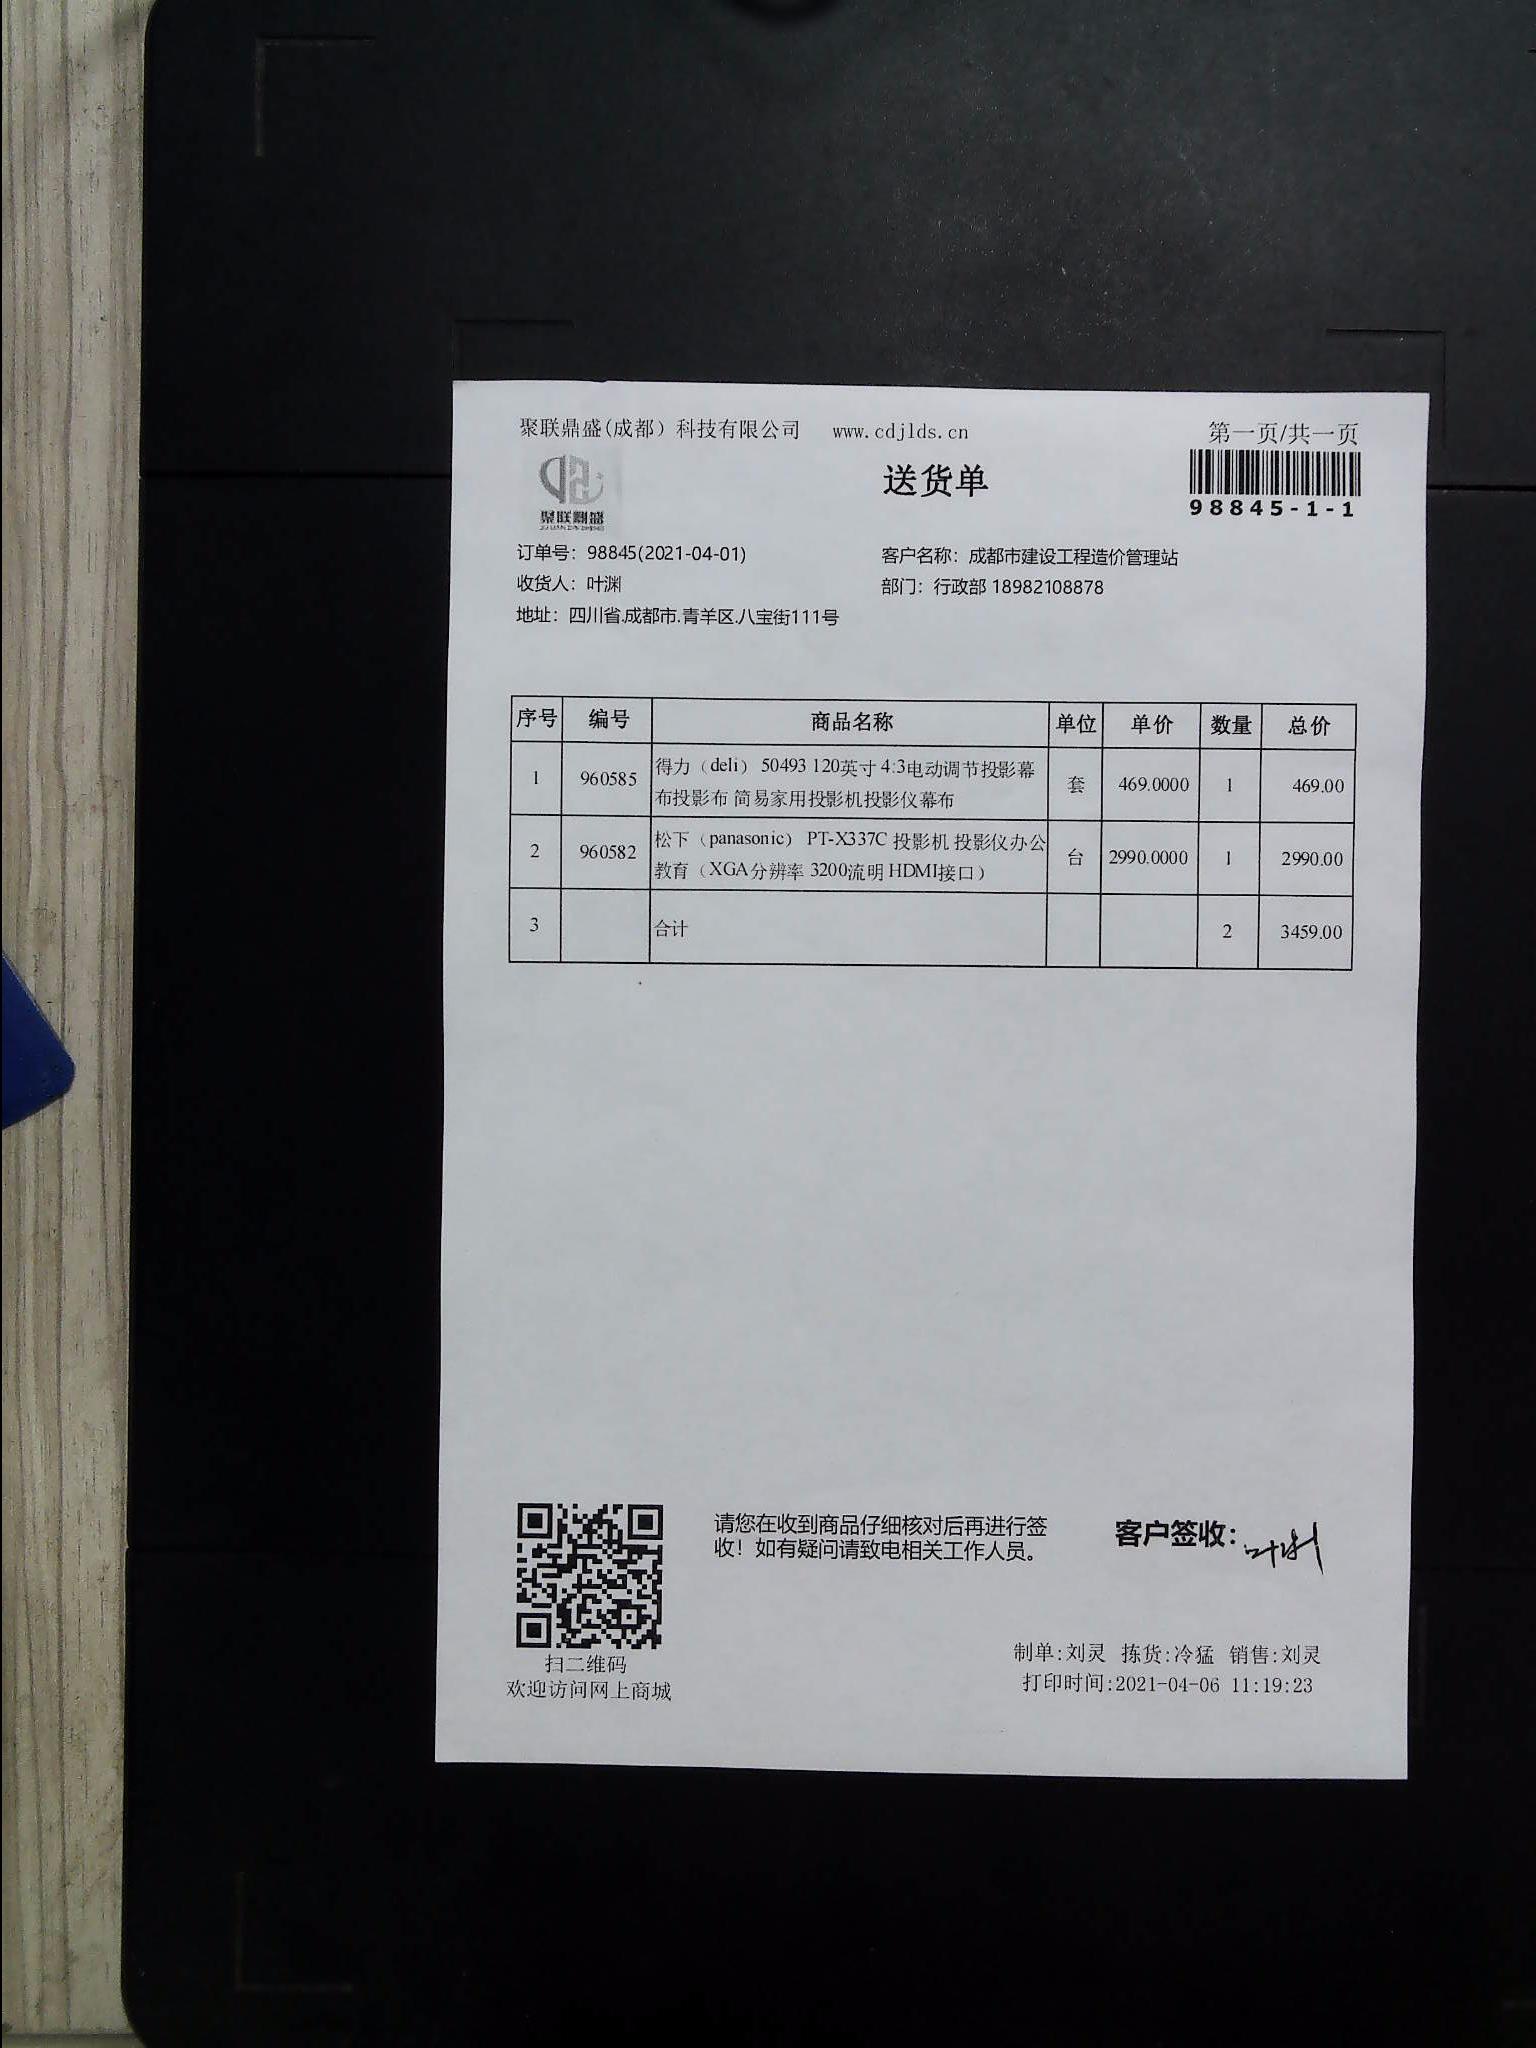 聚联鼎盛(成都）科技有限公司 www.cdjlds.cn
第一页/共一页
聚联鼎盛
送货单
98845-1-1
订单号：98845(2021-04-01)
客户名称：成都市建设工程造价管理站
收货人：叶渊
部门：行政部 18982108878
地址：四川省.成都市.青羊区.八宝街111号
序号 编号 商品名称 单位 单价 数量 总价
1 960585 得力（deli） 50493 120英寸 4:3电动调节投影幕 套 469.0000 1 469.00
布投影布 简易家用投影机投影仪幕布
2 960582 松下（panasonic） PT-X337C 投影机 投影仪办公 台 2990.0000 1 2990.00
教育（XGA分辨率 3200流明 HDMI接口）
3 合计 2 3459.00
请您在收到商品仔细核对后再进行签
收！如有疑问请致电相关工作人员。
客户签收：叶渊
扫二维码
欢迎访问网上商城
制单:刘灵 拣货:冷猛 销售:刘灵
打印时间:2021-04-06 11:19:23